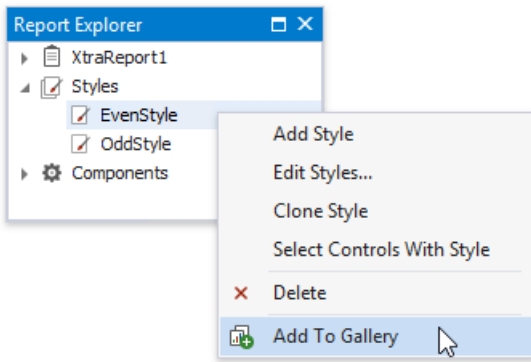 Report Explorer
XtraReport1
Styles
EvenStyle
OddStyle
Components
Add Style
Edit Styles...
Clone Style
Select Controls With Style
Delete
Add To Gallery